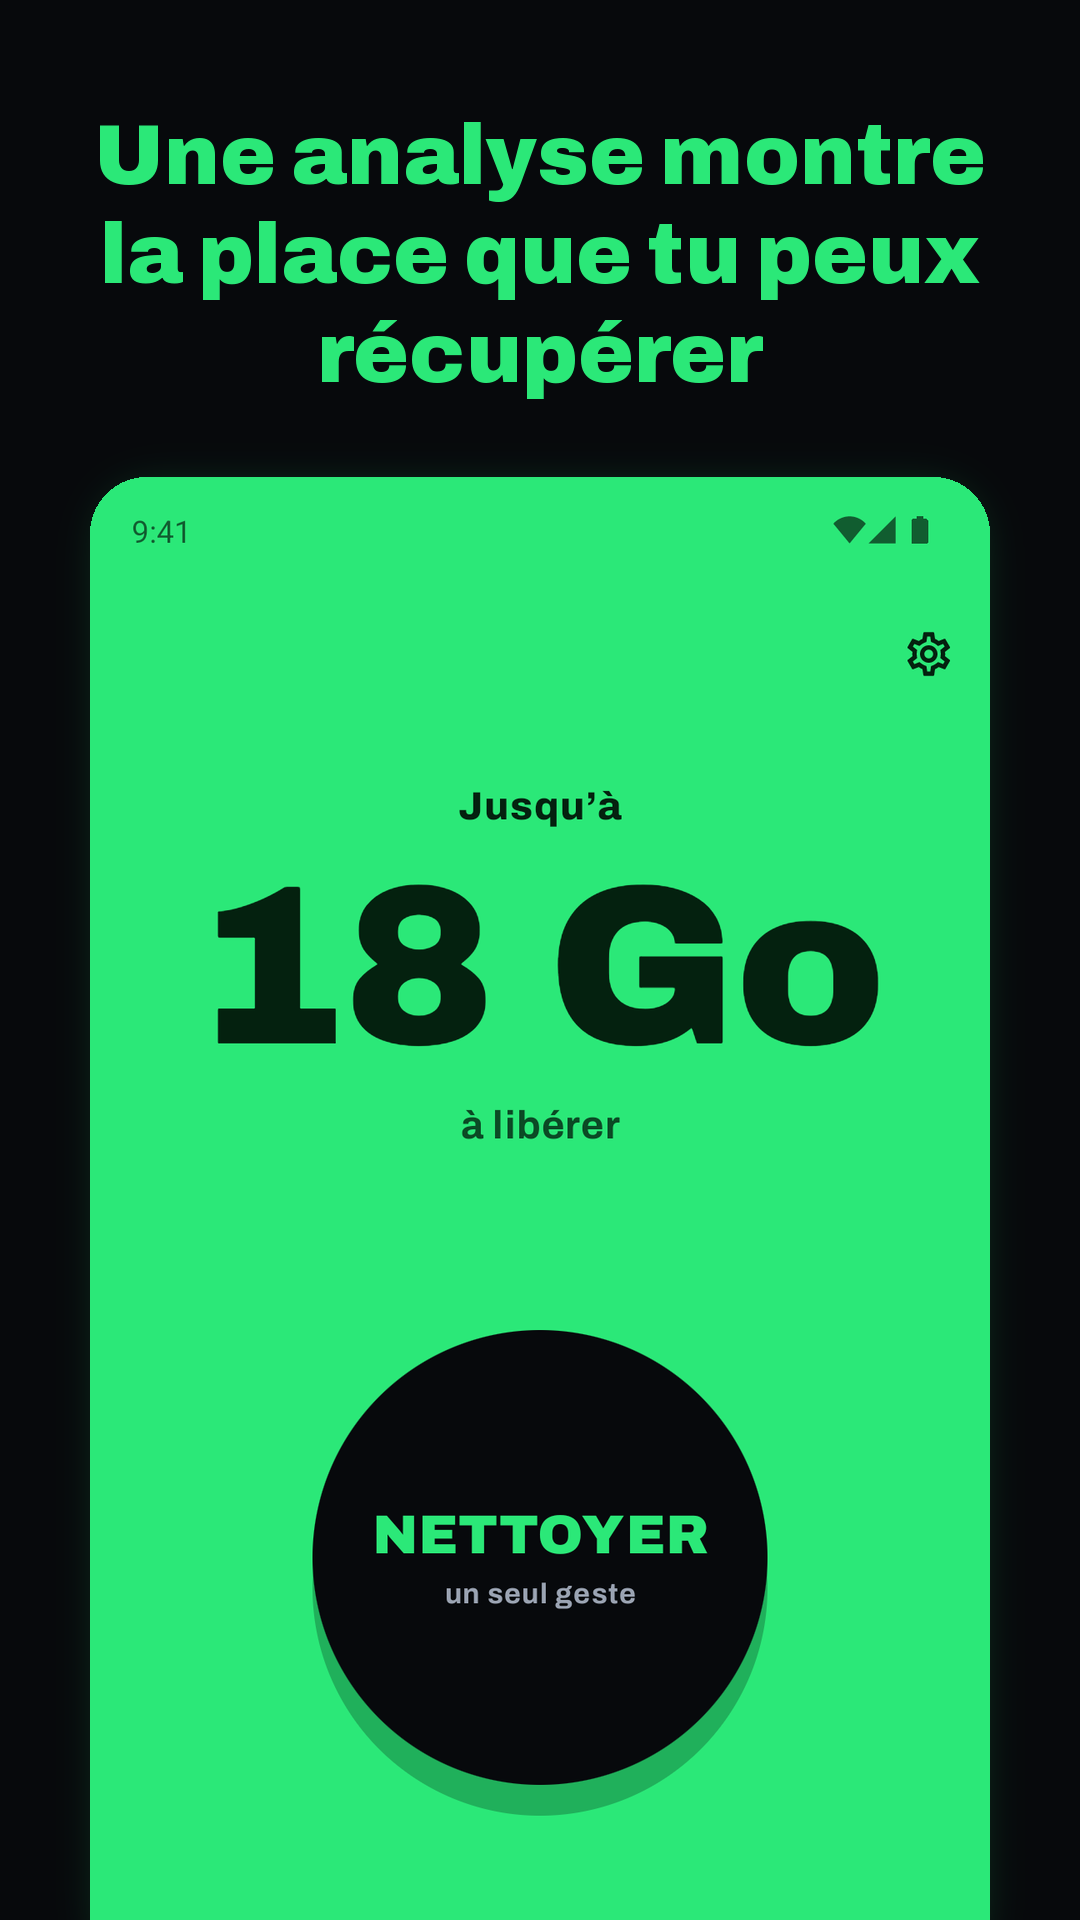 Une analyse montre
la place que tu peux
récupérer
9:41
Jusqu’à
18 Go
à libérer
NETTOYER
un seul geste